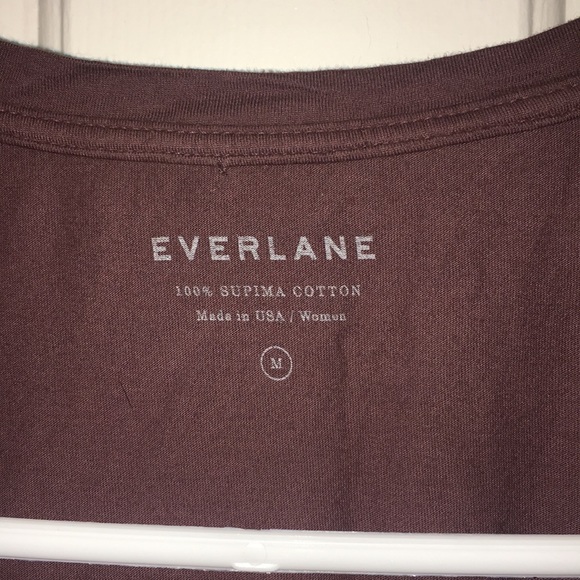 EVERLANE
100% SUPIMA COTTON
Made in USA / Women
M